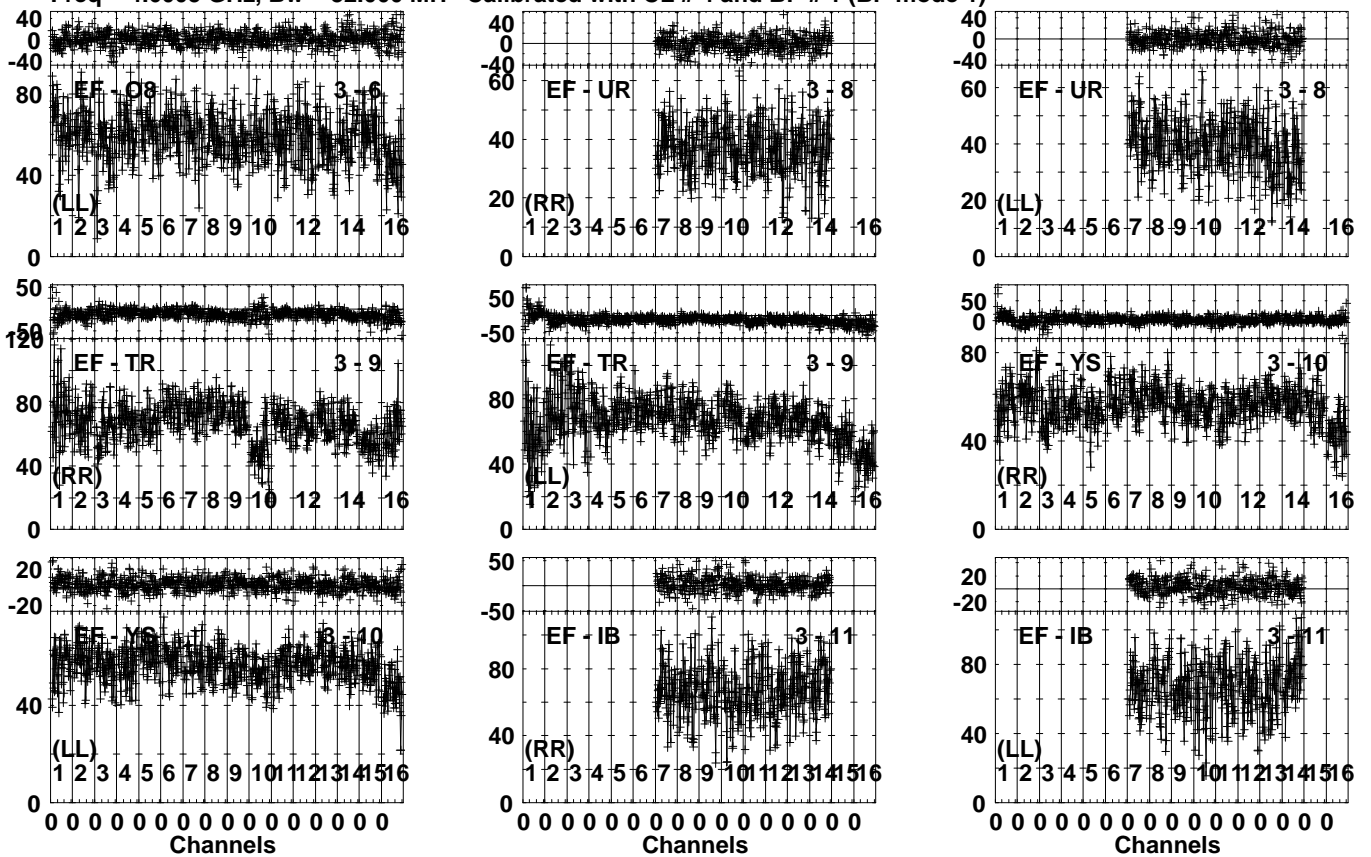 40 0 -40 40 0 -40 40 0 -40
EF - O8 3 - 6 EF - UR 3 - 8 EF - UR 3 - 8
80 40 0 60 40 20 0 60 40 20 0
(LL) (RR) (LL)
1 2 3 4 5 6 7 8 9 10 12 14 16 1 2 3 4 5 6 7 8 9 10 12 14 16 1 2 3 4 5 6 7 8 9 10 12 14 16
50 -50 50 -50 50 0
120
EF - TR 3 - 9 EF - TR 3 - 9 EF - YS 3 - 10
80 40 0 80 40 0 80 40 0
(RR) (LL) (RR)
1 2 3 4 5 6 7 8 9 10 12 14 16 1 2 3 4 5 6 7 8 9 10 12 14 16 1 2 3 4 5 6 7 8 9 10 12 14 16
20 -20 50 -50 20 -20
EF - YS 3 - 10 EF - IB 3 - 11 EF - IB 3 - 11
40 0 80 40 0 80 40 0
(LL) (RR) (LL)
1 2 3 4 5 6 7 8 9 10 11 12 13 14 15 16 1 2 3 4 5 6 7 8 9 10 11 12 13 14 15 16 1 2 3 4 5 6 7 8 9 10 11 12 13 14 15 16
0 0 0 0 0 0 0 0 0 0 0 0 0 0 0 0 0 0 0 0 0 0 0 0 0 0 0 0 0 0 0 0 0 0 0 0 0 0 0 0 0 0 0 0 0 0 0 0
Channels Channels Channels